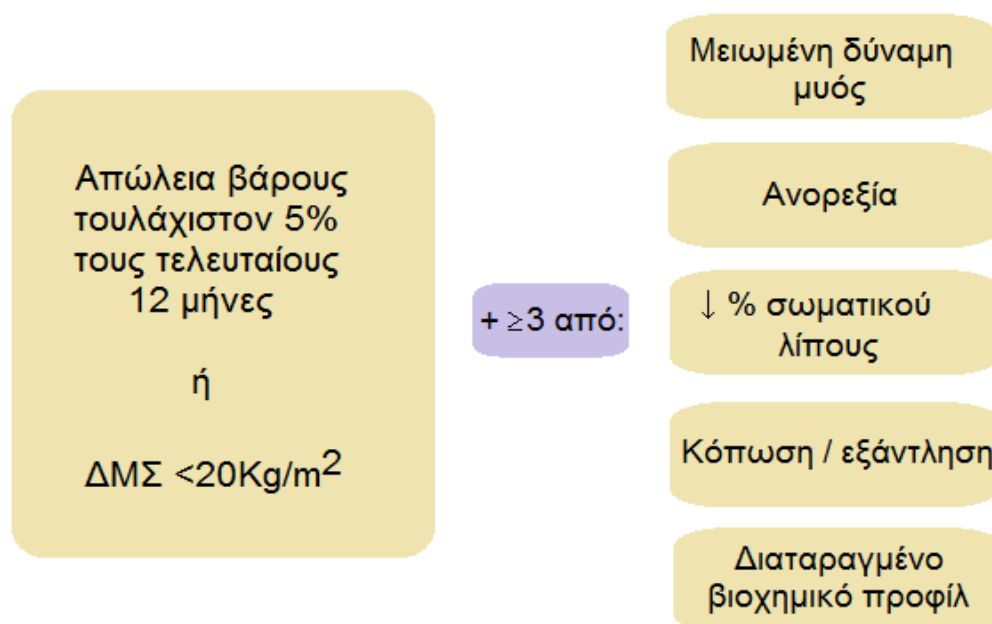 Απώλεια βάρους
τουλάχιστον 5%
τους τελευταίους
12 μήνες
ή
ΔΜΣ <20Kg/m²
+ ≥3 από:
Μειωμένη δύναμη
μυός
Ανορεξία
↓ % σωματικού
λίπους
Κόπωση / εξάντληση
Διαταραγμένο
βιοχημικό προφίλ